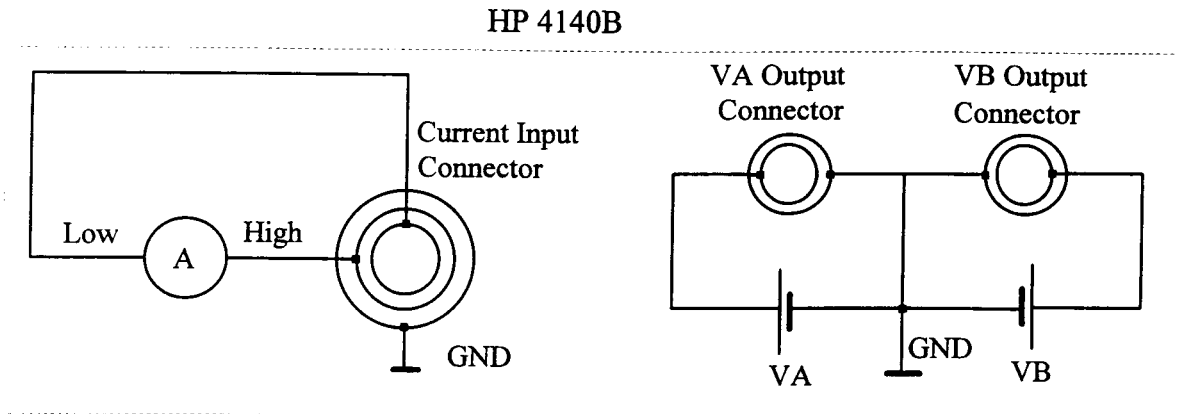 HP 4140B
Current Input
Connector
Low
A
High
GND
VA Output
Connector
VB Output
Connector
GND
VA
VB